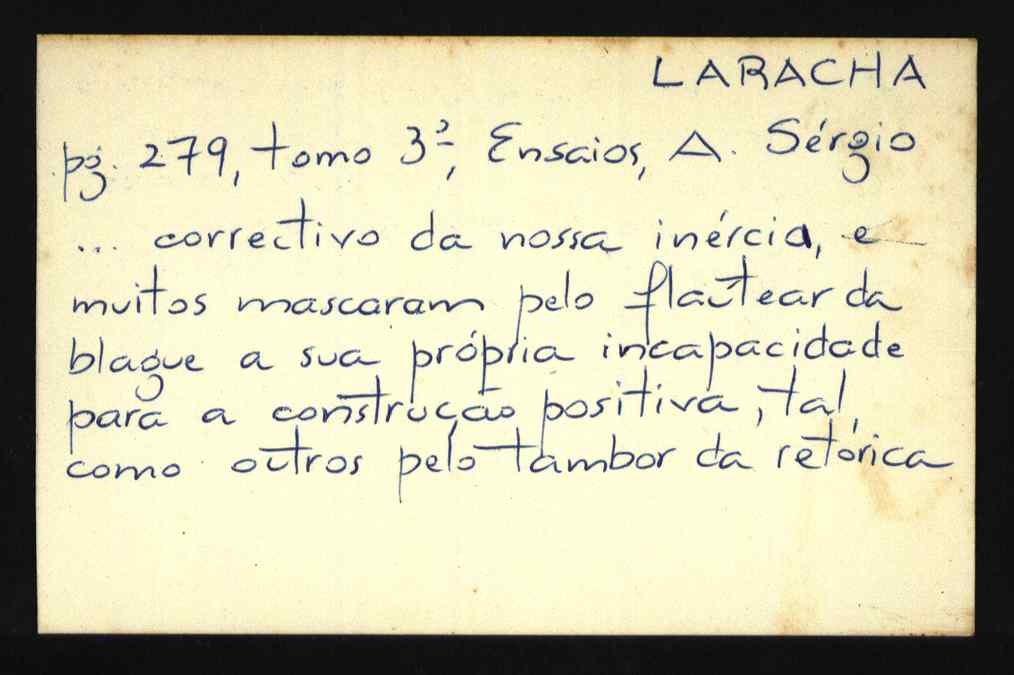 LARACHA
pg. 279, tomo 3º, Ensaios, A. Sérgio
... correctivo da nossa inércia, e
muitos mascaram pelo flautear da
blague a sua própria incapacidade
para a construção positiva, tal
como outros pelo tambor da retórica